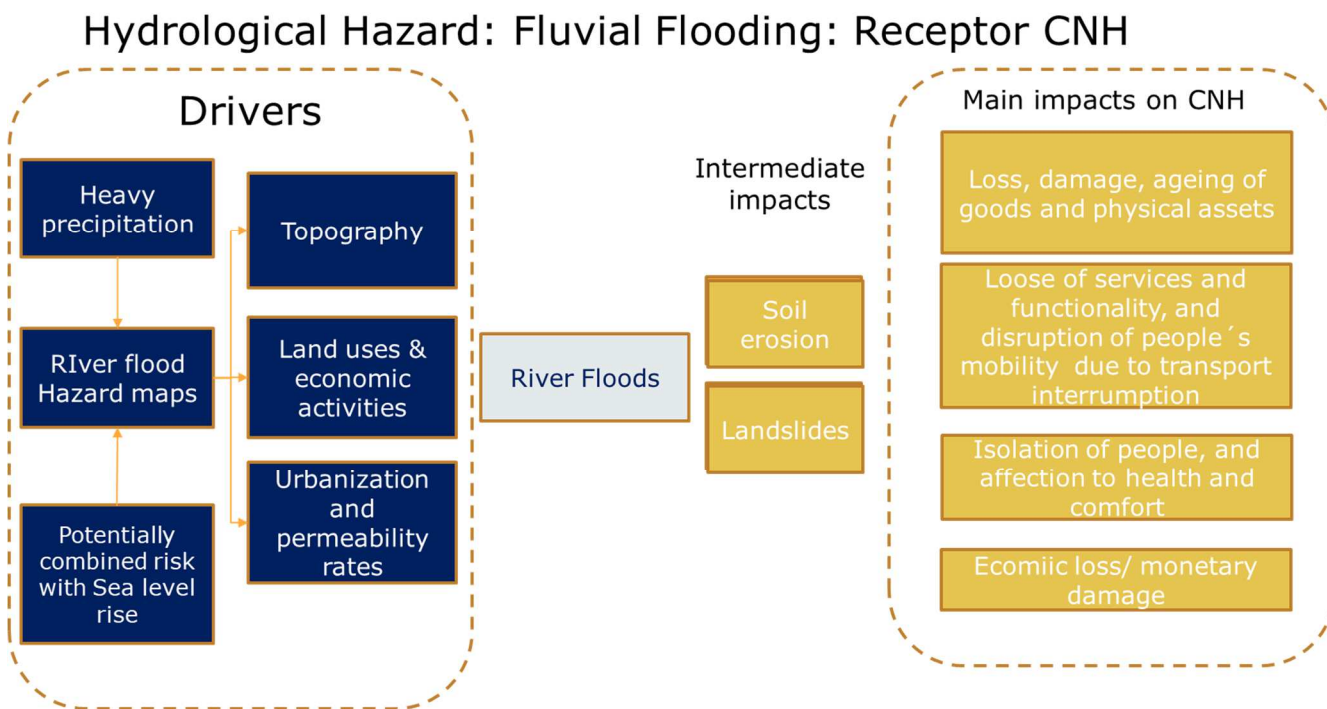 Hydrological Hazard: Fluvial Flooding: Receptor CNH
Drivers
Heavy
precipitation
RIver flood
Hazard maps
Potentially
combined risk
with Sea level
rise
Topography
Land uses &
economic
activities
Urbanization
and
permeability
rates
River Floods
Intermediate
impacts
Soil
erosion
Landslides
Main impacts on CNH
Loss, damage, ageing of
goods and physical assets
Loose of services and
functionality, and
disruption of people´s
mobility due to transport
interrumption
Isolation of people, and
affection to health and
comfort
Ecomiic loss/ monetary
damage